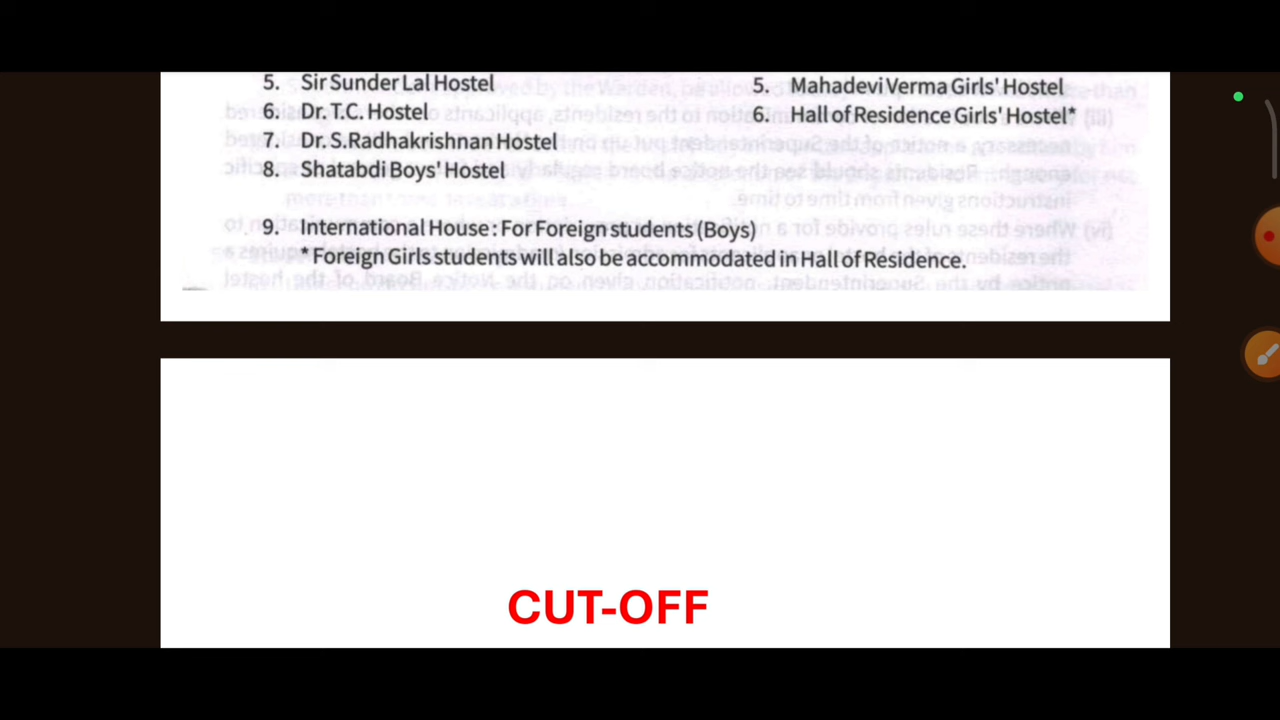 5. Sir Sunder Lal Hostel
6. Dr. T.C. Hostel
7. Dr. S.Radhakrishnan Hostel
8. Shatabdi Boys' Hostel
5. Mahadevi Verma Girls' Hostel
6. Hall of Residence Girls' Hostel*
9. International House : For Foreign students (Boys)
*Foreign Girls students will also be accommodated in Hall of Residence.
CUT-OFF